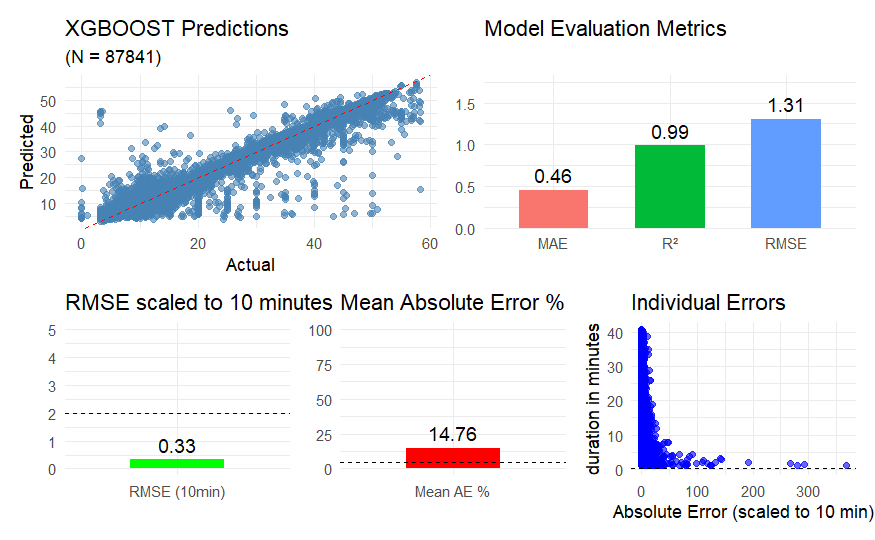 XGBOOST Predictions
(N = 87841)
Predicted
50
40
30
20
10
0
20
40
60
Actual
Model Evaluation Metrics
1.5
1.0
0.5
0.0
0.46
0.99
1.31
MAE
R²
RMSE
RMSE scaled to 10 minutes
5
4
3
2
1
0
0.33
RMSE (10min)
Mean Absolute Error %
100
75
50
25
0
14.76
Mean AE %
Individual Errors
duration in minutes
40
30
20
10
0
0
100
200
300
Absolute Error (scaled to 10 min)